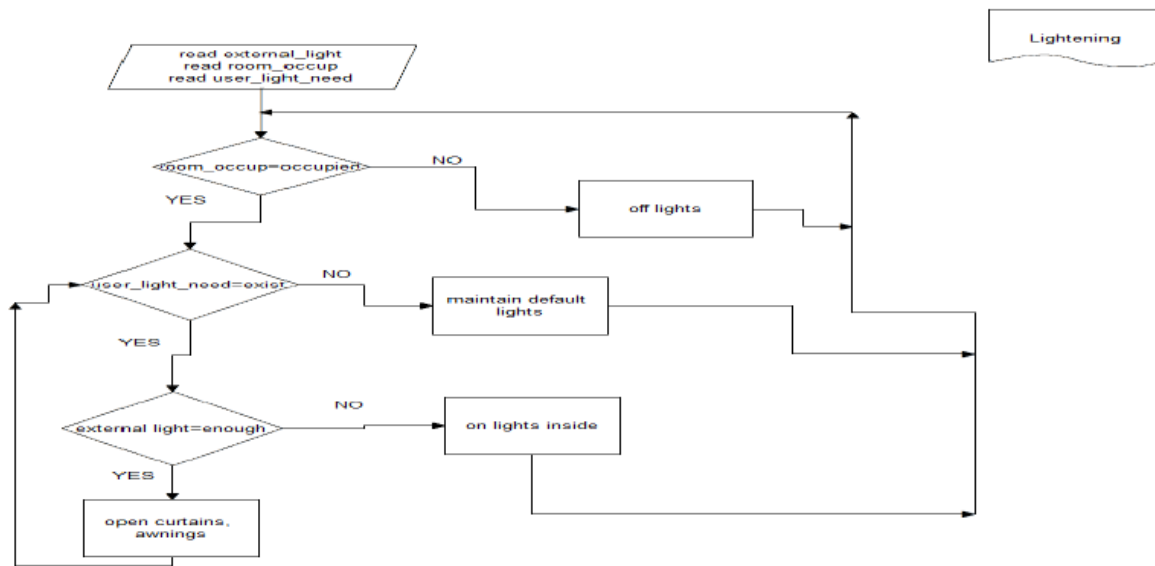 read external_light
read room_occup
read user_light_need
Lightening
room_occup=occupied
NO
YES
off lights
user_light_need=exist
NO
maintain default
lights
YES
external light=enough
NO
on lights inside
YES
open curtains,
awnings